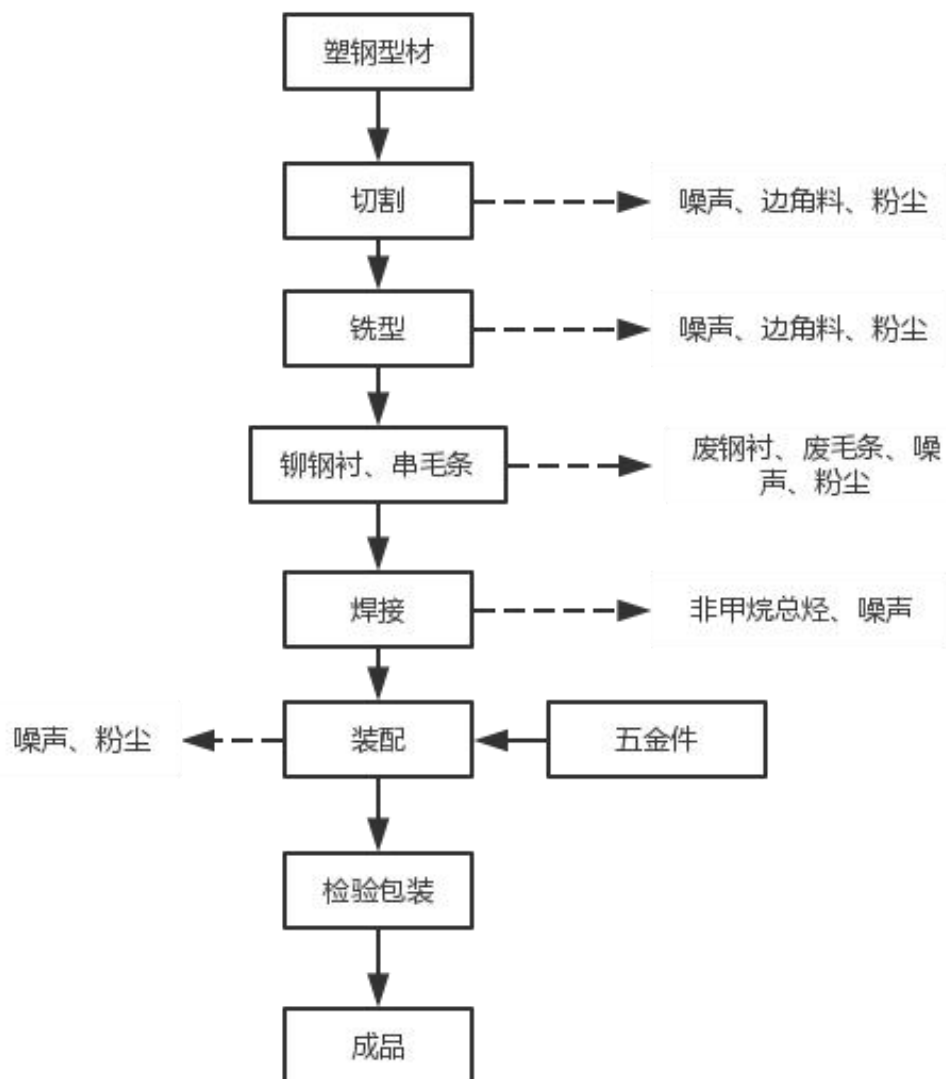 塑钢型材
切割
噪声、边角料、粉尘
铣型
噪声、边角料、粉尘
铆钢衬、串毛条
废钢衬、废毛条、噪
声、粉尘
焊接
非甲烷总烃、噪声
噪声、粉尘
装配
五金件
检验包装
成品